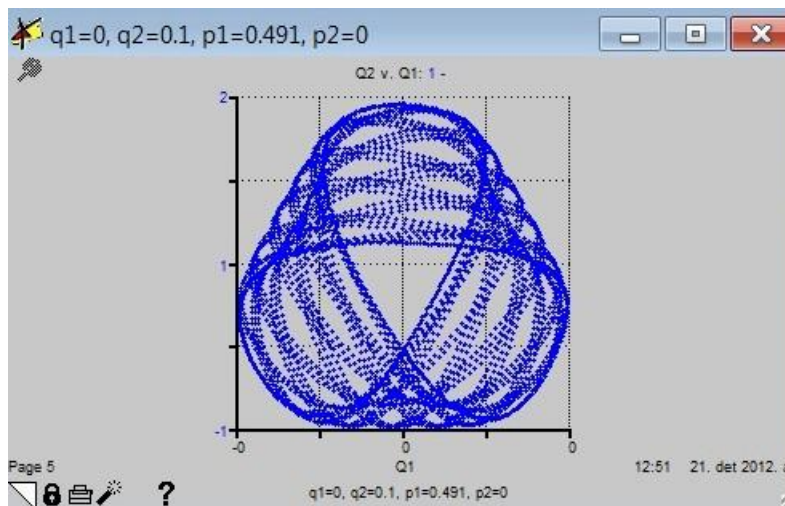 q1=0, q2=0.1, p1=0.491, p2=0
Q2 v. Q1: 1 -
2
1
-1
-0
0
0
Q1
Page 5
12:51 21. det 2012. a
?
q1=0, q2=0.1, p1=0.491, p2=0